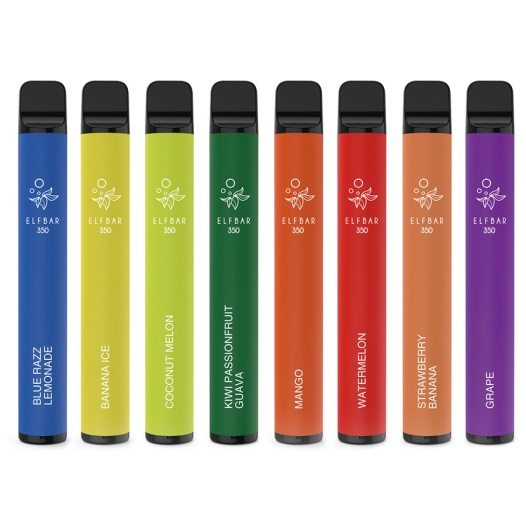 ELFBAR
350
BLUE RAZZ
LEMONADE
ELFBAR
350
BANANA ICE
ELFBAR
350
COCONUT MELON
ELFBAR
350
KIWI PASSIONFRUIT
GUAVA
ELFBAR
350
MANGO
ELFBAR
350
WATERMELON
ELFBAR
350
STRAWBERRY
BANANA
ELFBAR
350
GRAPE